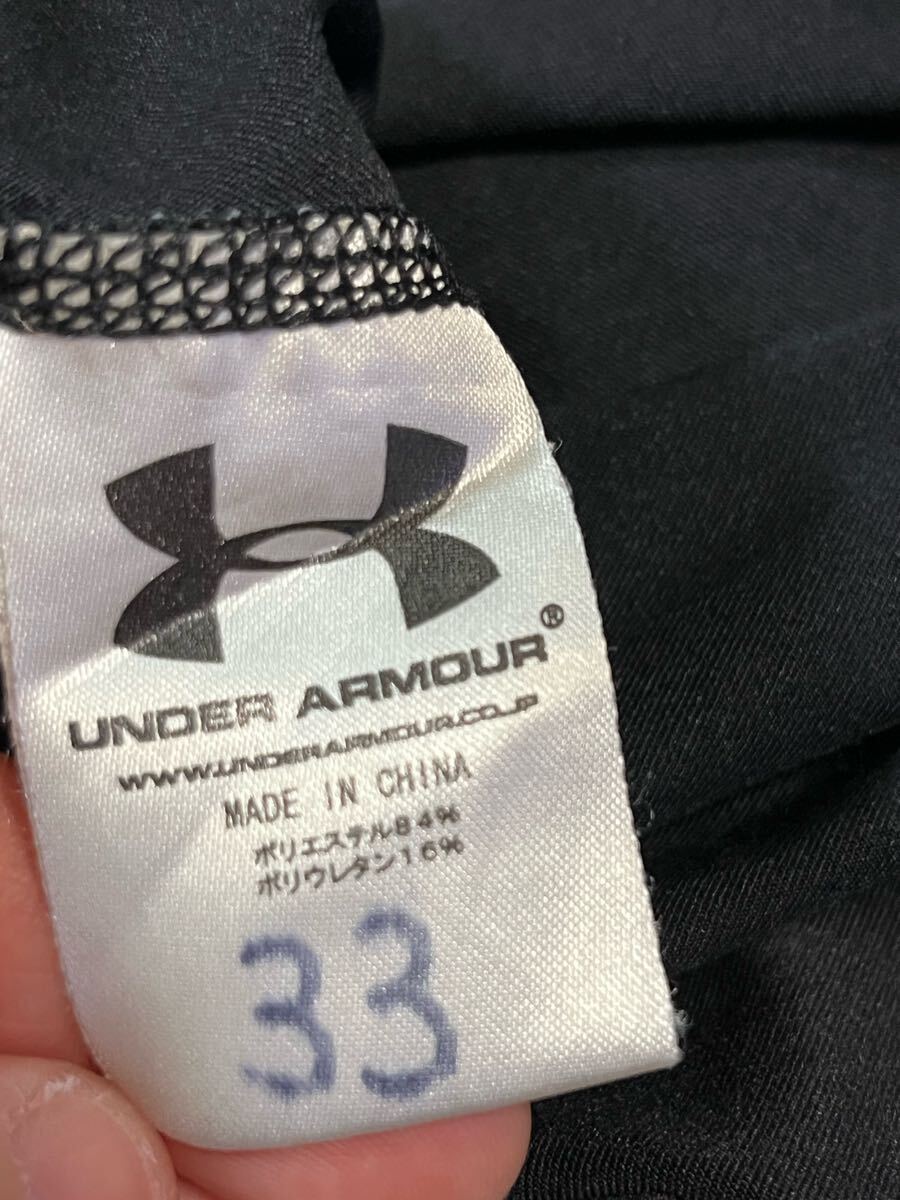 UNDER ARMOUR®
WWW.UNDERARMOUR.CO.JP
MADE IN CHINA
ポリエステル84%
ポリウレタン16%
33